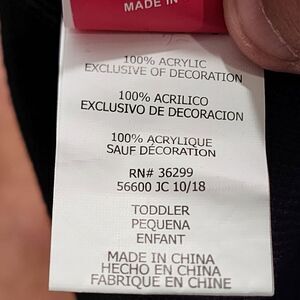 MADE IN
100% ACRYLIC
EXCLUSIVE OF DECORATION
100% ACRILICO
EXCLUSIVO DE DECORACION
100% ACRYLIQUE
SAUF DÉCORATION
RN# 36299
56600 JC 10/18
TODDLER
PEQUENA
ENFANT
MADE IN CHINA
HECHO EN CHINA
FABRIQUE EN CHINE